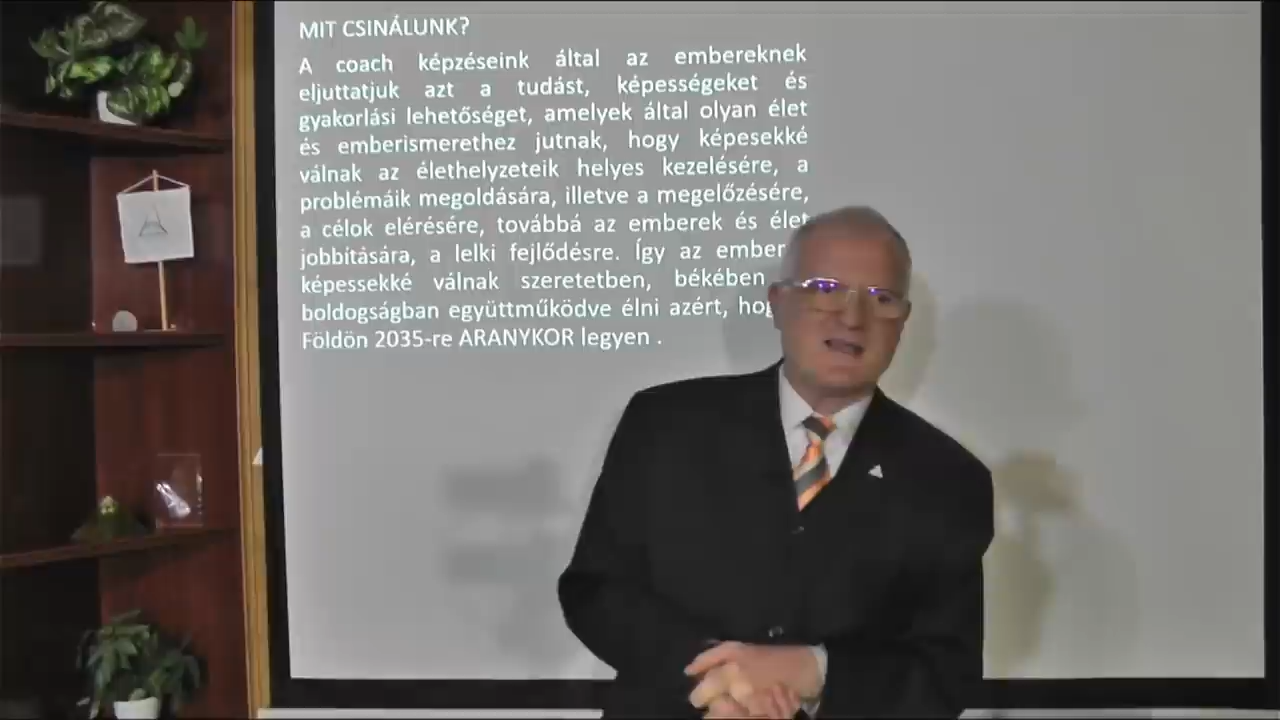 MIT CSINÁLUNK?
A coach képzéseink által az embereknek
eljuttatjuk azt a tudást, képességeket és
gyakorlási lehetőséget, amelyek által olyan élet
és emberismerethez jutnak, hogy képesekké
válnak az élethelyzeteik helyes kezelésére, a
problémáik megoldására, illetve a megelőzésére,
a célok elérésére, továbbá az emberek és élet
jobbítására, a lelki fejlődésre. Így az ember
képessekké válnak szeretetben, békében
boldogságban együttműködve élni azért,
Földön 2035-re ARANYKOR legyen .